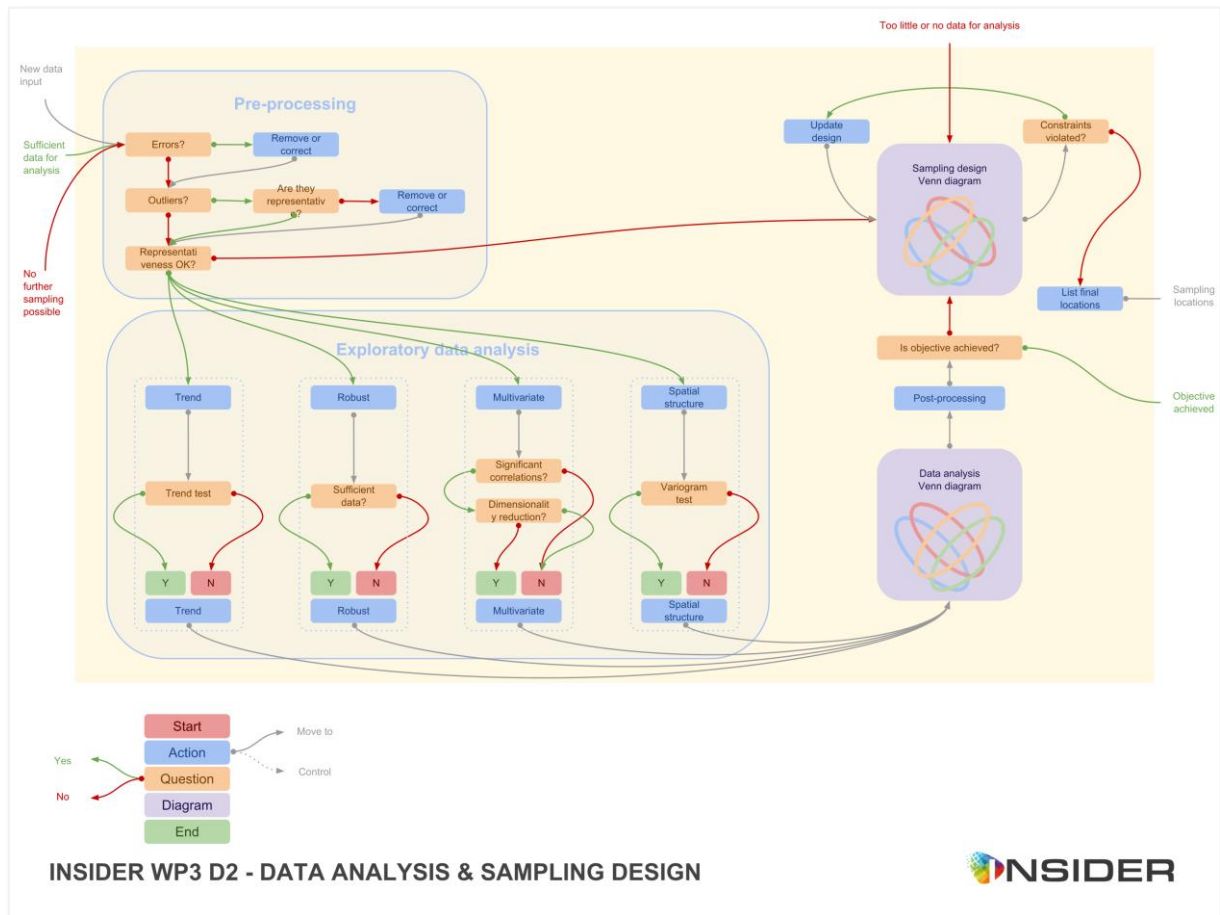 Too little or no data for analysis
New data
input
Sufficient
data for
analysis
No
further
sampling
possible
Pre-processing
Errors?
Remove or
correct
Outliers?
Are they
representativ
e?
Remove or
correct
Representati
veness OK?
Update
design
Constraints
violated?
Sampling design
Venn diagram
List final
locations
Sampling
locations
Is objective achieved?
Post-processing
Objective
achieved
Data analysis
Venn diagram
Exploratory data analysis
Trend
Robust
Multivariate
Spatial
structure
Trend test
Sufficient
data?
Significant
correlations?
Dimensionalit
y reduction?
Variogram
test
Y
N
Y
N
Y
N
Y
N
Trend
Robust
Multivariate
Spatial
structure
Start
Action
Question
Diagram
End
Yes
No
Move to
Control
INSIDER WP3 D2 - DATA ANALYSIS & SAMPLING DESIGN
INSIDER